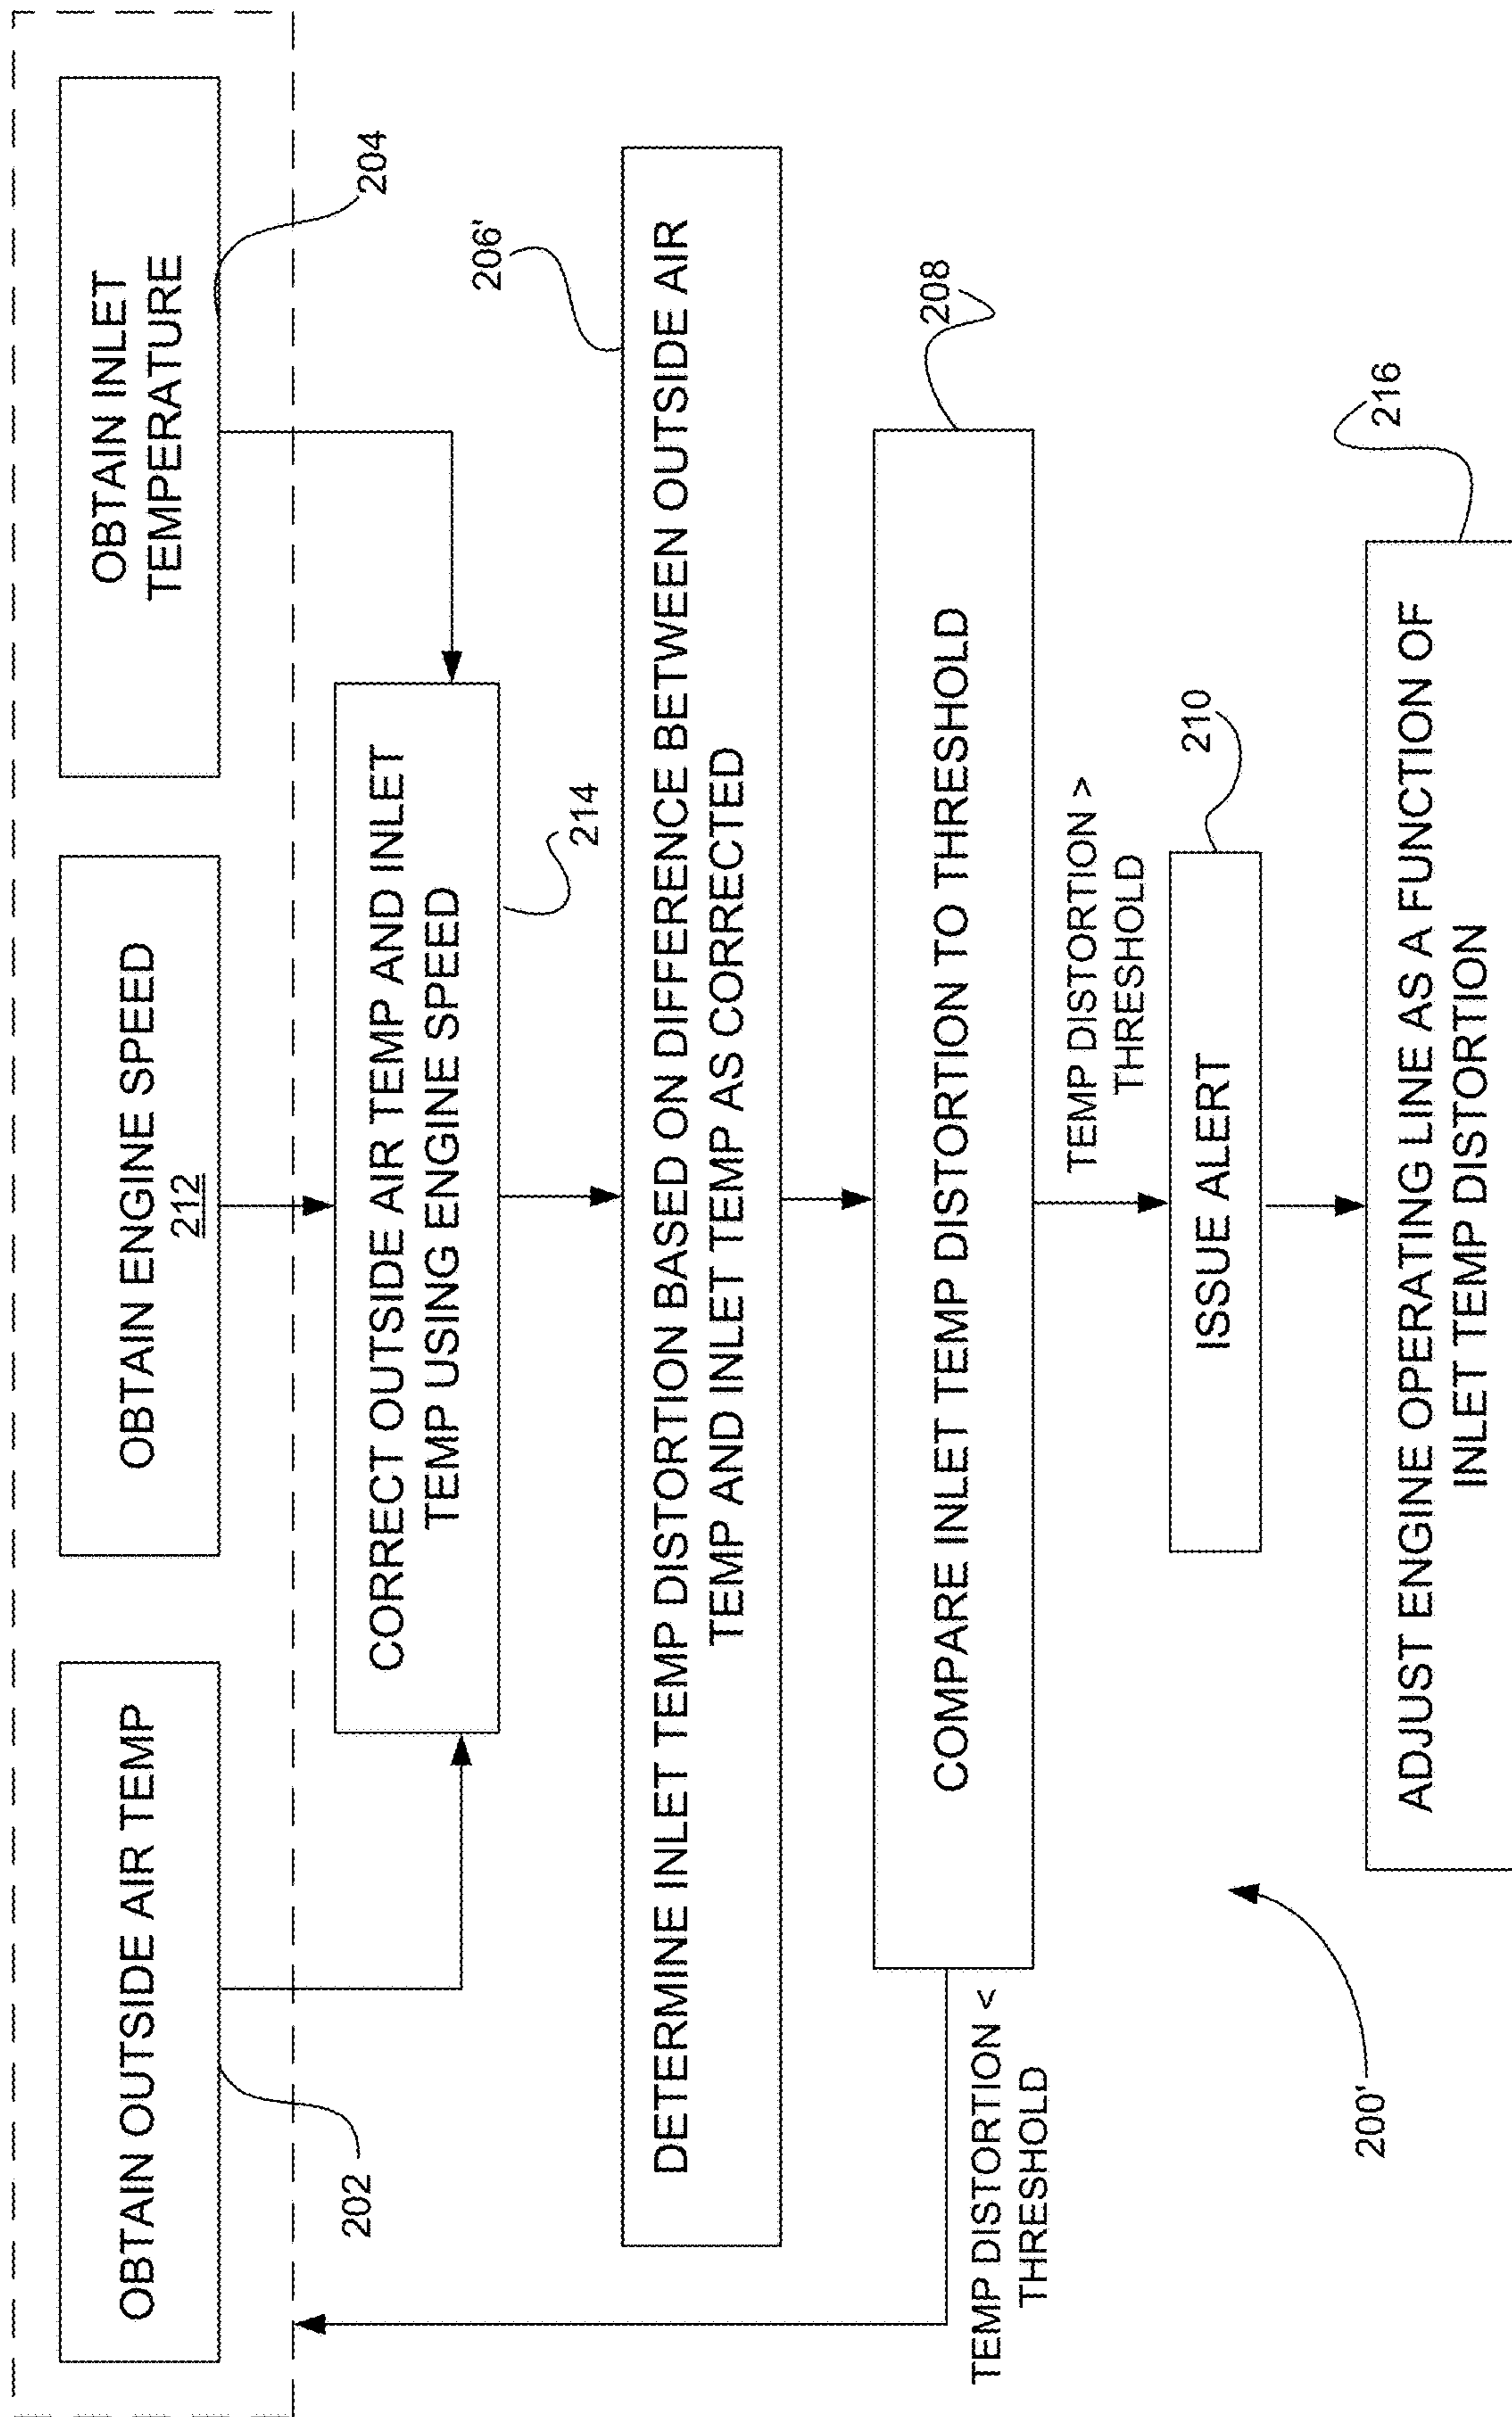 OBTAIN OUTSIDE AIR TEMP
202
OBTAIN ENGINE SPEED
212
OBTAIN INLET
TEMPERATURE
204
CORRECT OUTSIDE AIR TEMP AND INLET
TEMP USING ENGINE SPEED
214
206'
DETERMINE INLET TEMP DISTORTION BASED ON DIFFERENCE BETWEEN OUTSIDE AIR
TEMP AND INLET TEMP AS CORRECTED
208
COMPARE INLET TEMP DISTORTION TO THRESHOLD
TEMP DISTORTION <
THRESHOLD
TEMP DISTORTION >
THRESHOLD
210
ISSUE ALERT
200'
216
ADJUST ENGINE OPERATING LINE AS A FUNCTION OF
INLET TEMP DISTORTION